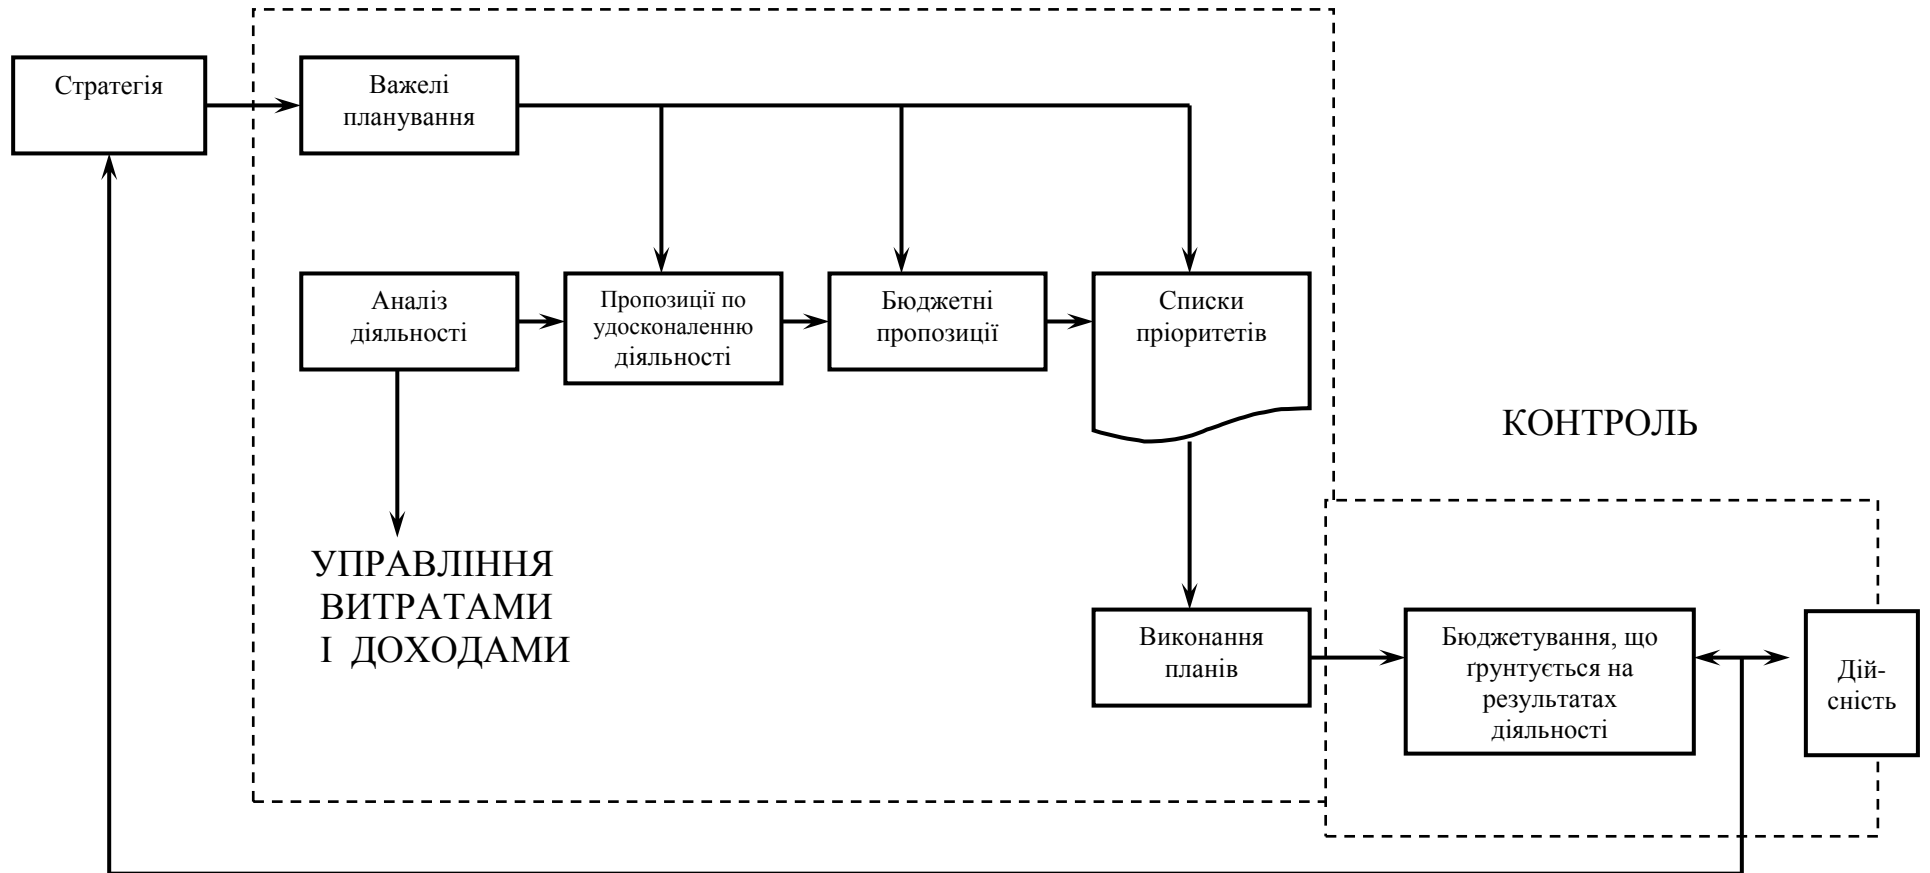 Стратегія
Важелі
планування
Аналіз
діяльності
Пропозиції по
удосконаленню
діяльності
Бюджетні
пропозиції
Списки
пріоритетів
КОНТРОЛЬ
УПРАВЛІННЯ
ВИТРАТАМИ
І ДОХОДАМИ
Виконання
планів
Бюджетування, що
ґрунтується на
результатах
діяльності
Дій-
сність